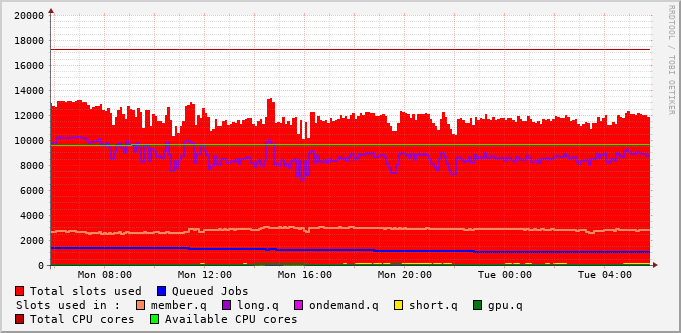 20000
18000
16000
14000
12000
10000
8000
6000
4000
2000
0
Mon 08:00 Mon 12:00 Mon 16:00 Mon 20:00 Tue 00:00 Tue 04:00
RRDTOOL / TOBI OETIKER
Total slots used Queued Jobs
Slots used in : member.q long.q ondemand.q short.q gpu.q
Total CPU cores Available CPU cores